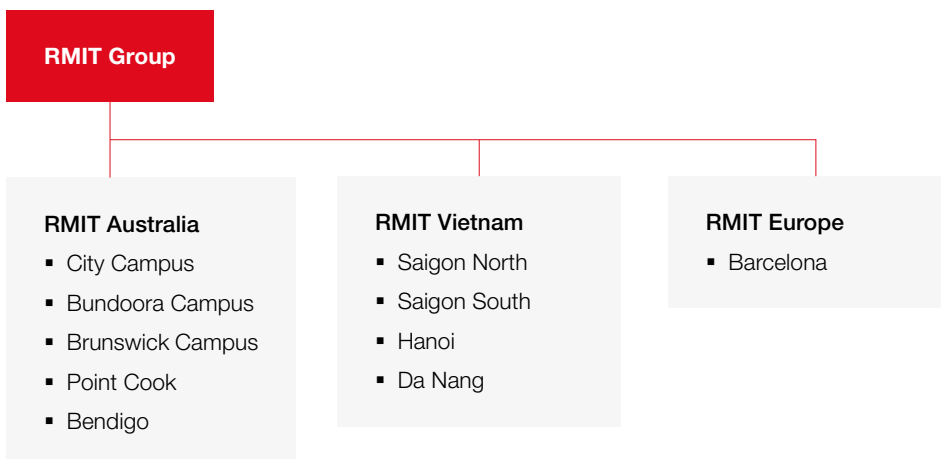 RMIT Group
RMIT Australia
▪ City Campus
▪ Bundoora Campus
▪ Brunswick Campus
▪ Point Cook
▪ Bendigo
RMIT Vietnam
▪ Saigon North
▪ Saigon South
▪ Hanoi
▪ Da Nang
RMIT Europe
▪ Barcelona